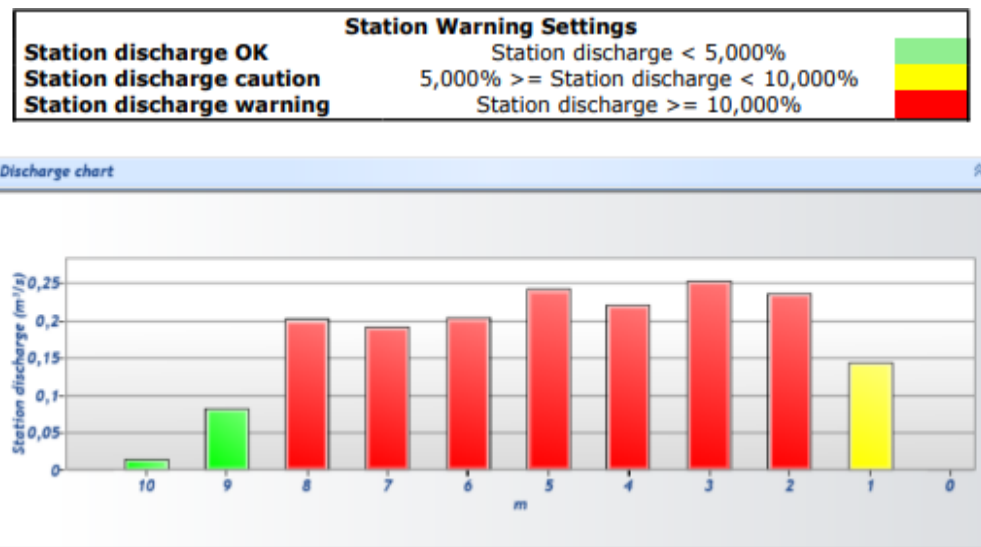 Station Warning Settings
Station discharge OK Station discharge < 5,000%
Station discharge caution 5,000% >= Station discharge < 10,000%
Station discharge warning Station discharge >= 10,000%
Discharge chart
Station discharge (m³/s)
0,25
0,2
0,15
0,1
0,05
0
10 9 8 7 6 5 4 3 2 1 0
m